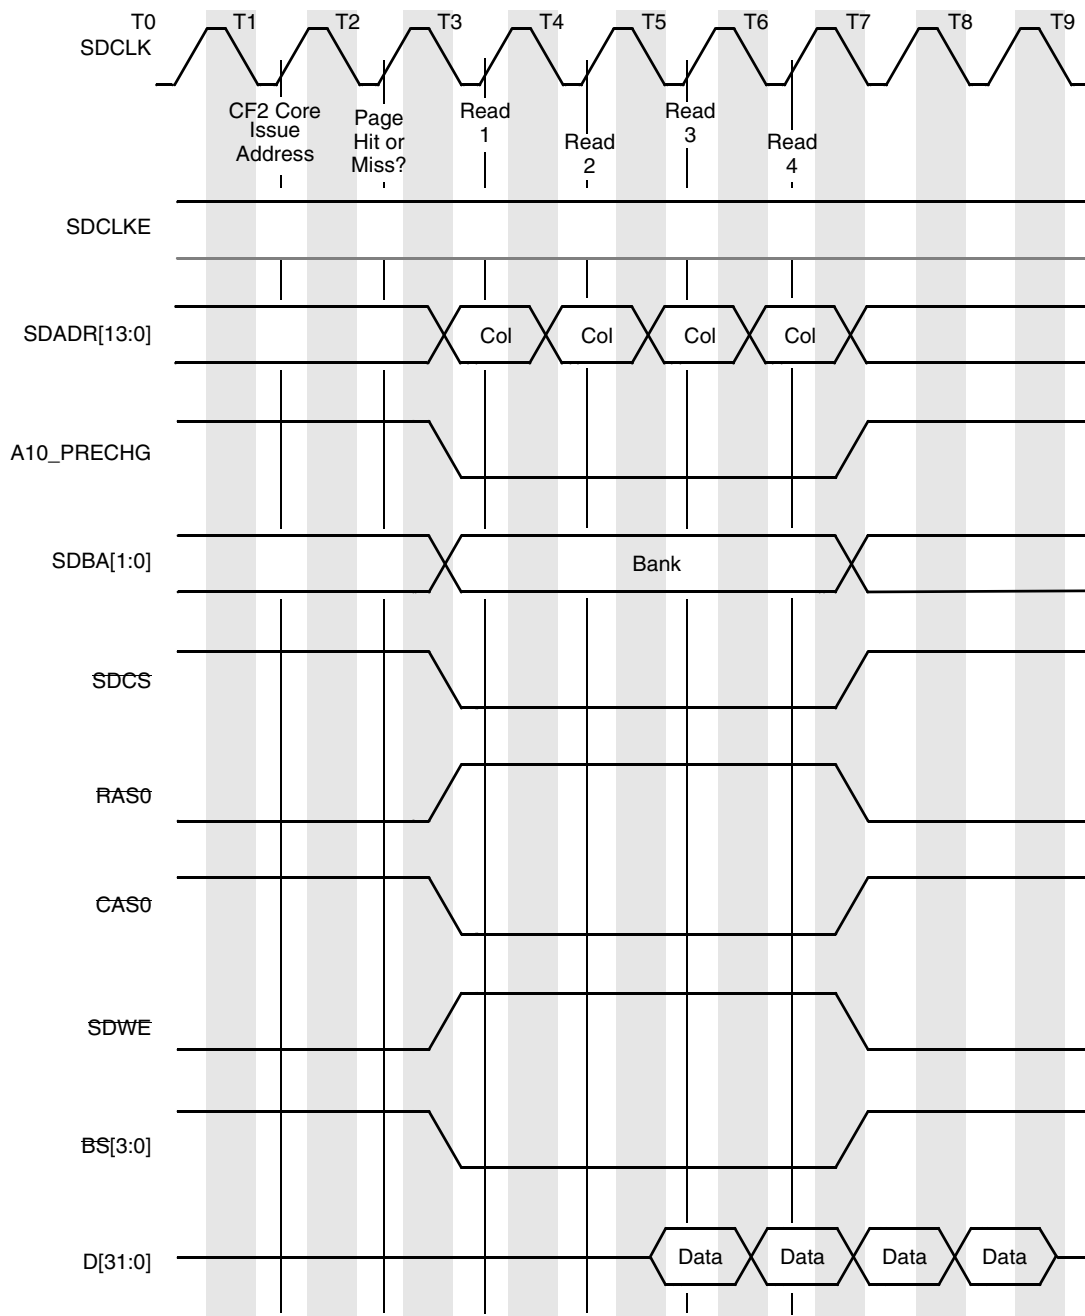 T0 T1 T2 T3 T4 T5 T6 T7 T8 T9
SDCLK
CF2 Core
Issue
Address
Page
Hit or
Miss?
Read
1
Read
2
Read
3
Read
4
SDCLKE
SDADR[13:0]
Col Col Col Col
A10_PRECHG
SDBA[1:0]
Bank
SDCS
RAS0
CAS0
SDWE
BS[3:0]
D[31:0]
Data Data Data Data